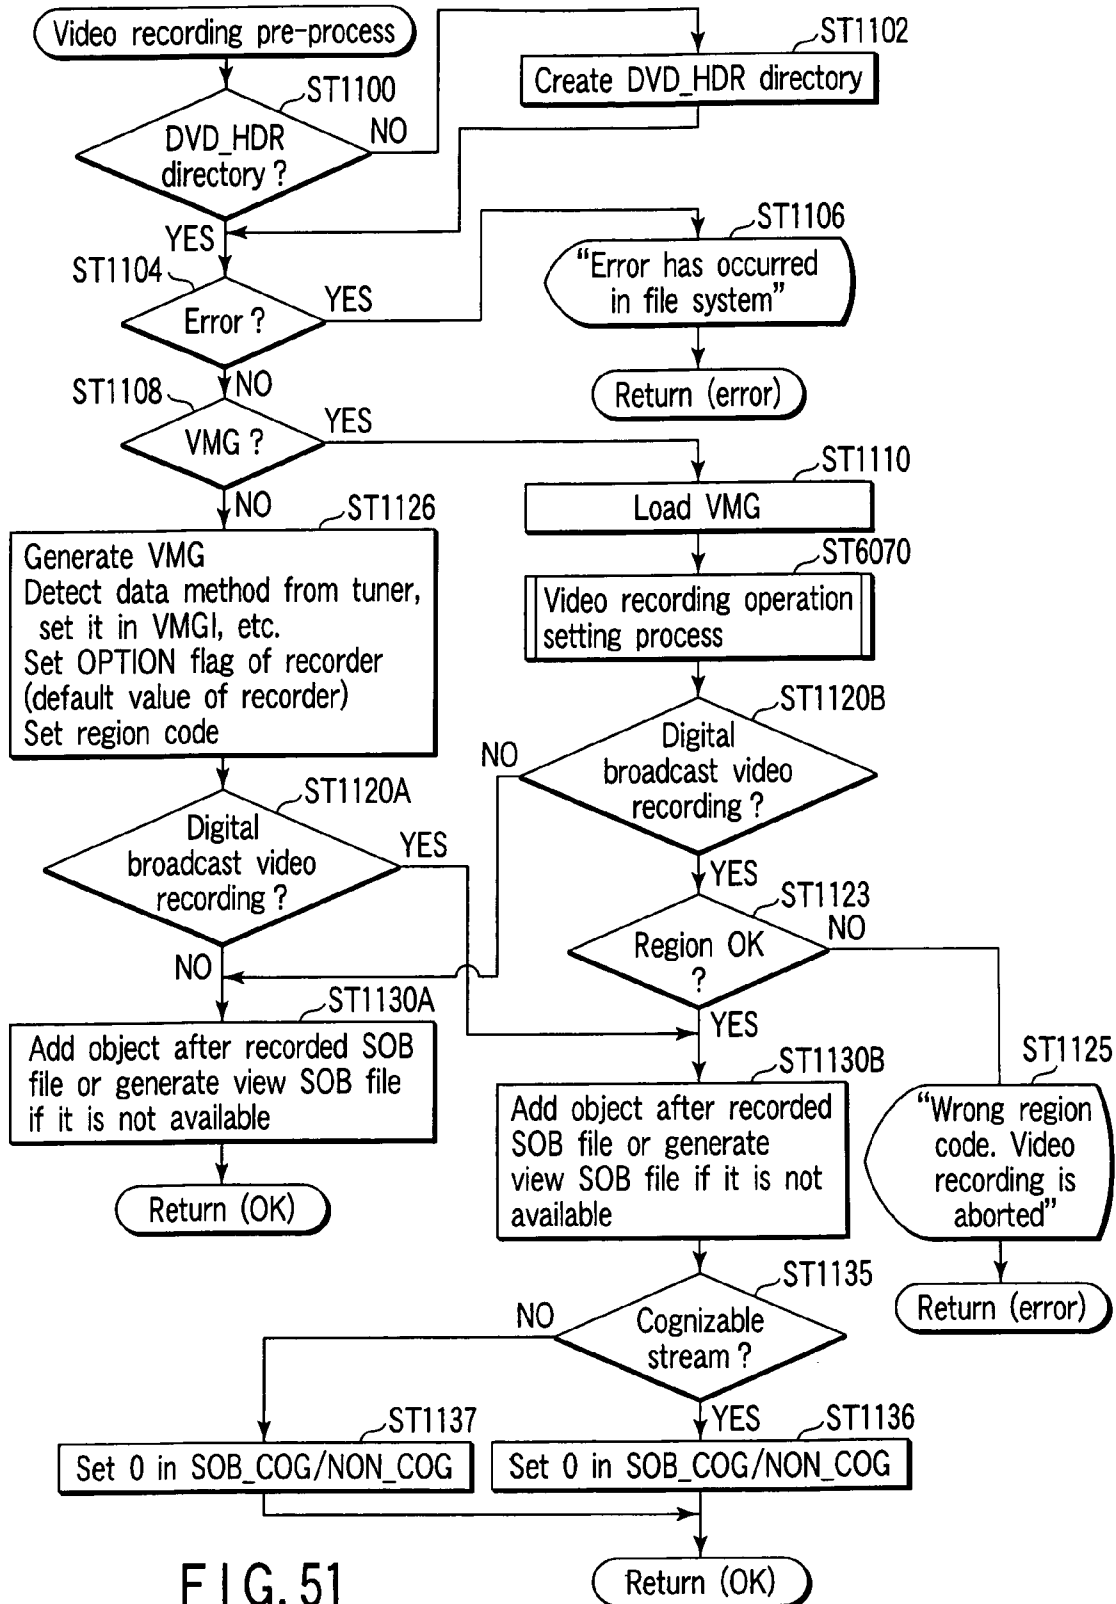 Video recording pre-process
ST1102
Create DVD_HDR directory
ST1100
DVD_HDR
directory ?
NO
YES
ST1106
"Error has occurred
in file system"
ST1104
Error ?
YES
Return (error)
NO
ST1108
VMG ?
YES
ST1110
Load VMG
NO
ST1126
Generate VMG
Detect data method from tuner,
set it in VMGI, etc.
Set OPTION flag of recorder
(default value of recorder)
Set region code
ST6070
Video recording operation
setting process
ST1120B
Digital
broadcast video
recording ?
NO
YES
ST1120A
Digital
broadcast video
recording ?
YES
NO
ST1123
Region OK
?
NO
YES
ST1130A
Add object after recorded SOB
file or generate view SOB file
if it is not available
Return (OK)
ST1130B
Add object after recorded
SOB file or generate
view SOB file if it is not
available
ST1125
"Wrong region
code. Video
recording is
aborted"
Return (error)
ST1135
Cognizable
stream ?
NO
YES
ST1137
Set 0 in SOB_COG/NON_COG
ST1136
Set 0 in SOB_COG/NON_COG
Return (OK)
FIG. 51